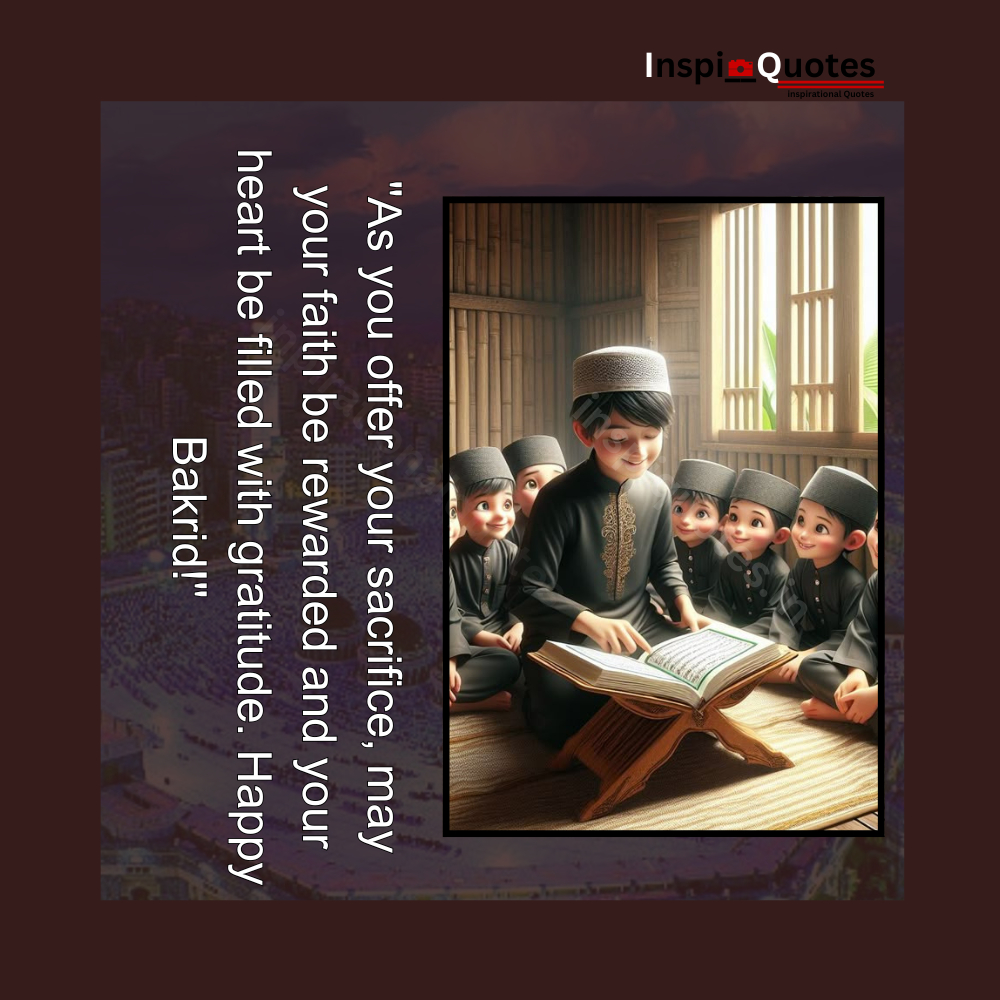 InspiQuotes
inspirational Quotes
"As you offer your sacrifice, may
your faith be rewarded and your
heart be filled with gratitude. Happy
Bakrid!"